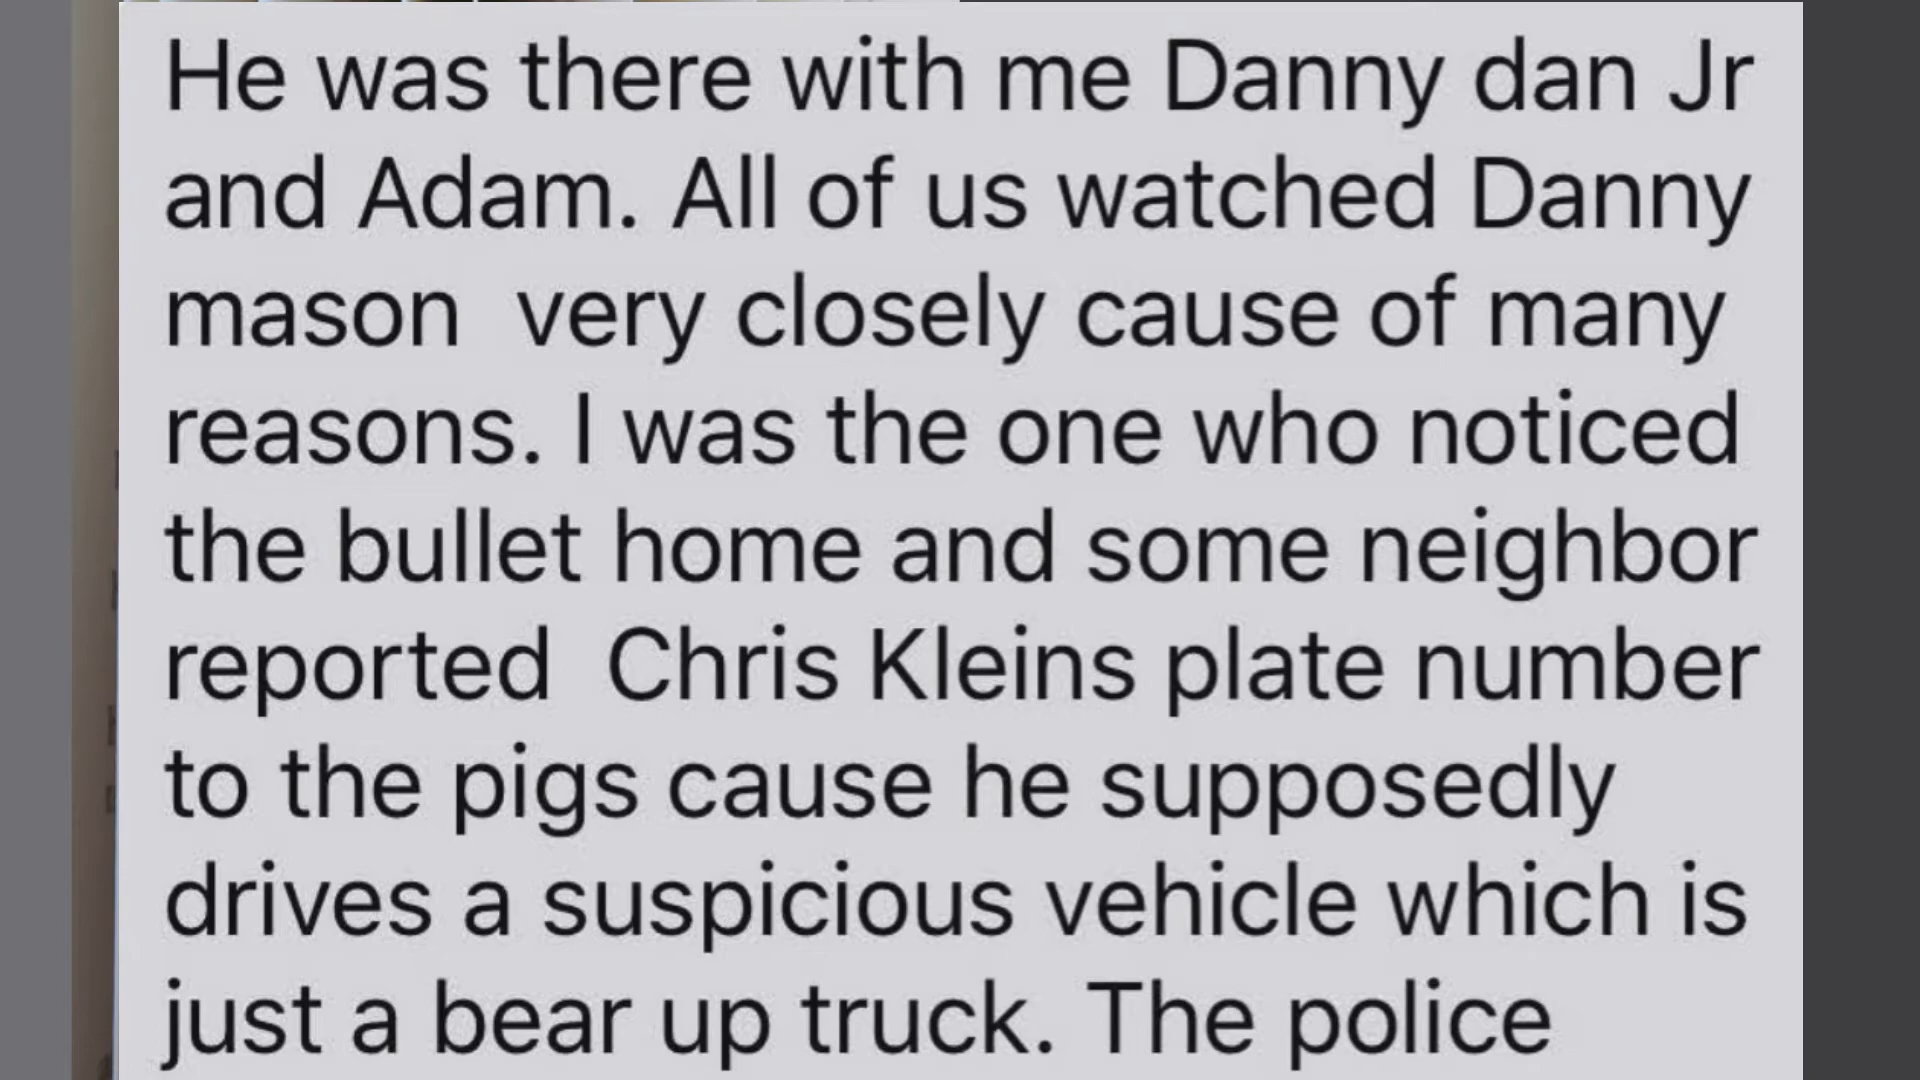 He was there with me Danny dan Jr
and Adam. All of us watched Danny
mason  very closely cause of many
reasons. I was the one who noticed
the bullet home and some neighbor
reported  Chris Kleins plate number
to the pigs cause he supposedly
drives a suspicious vehicle which is
just a bear up truck. The police